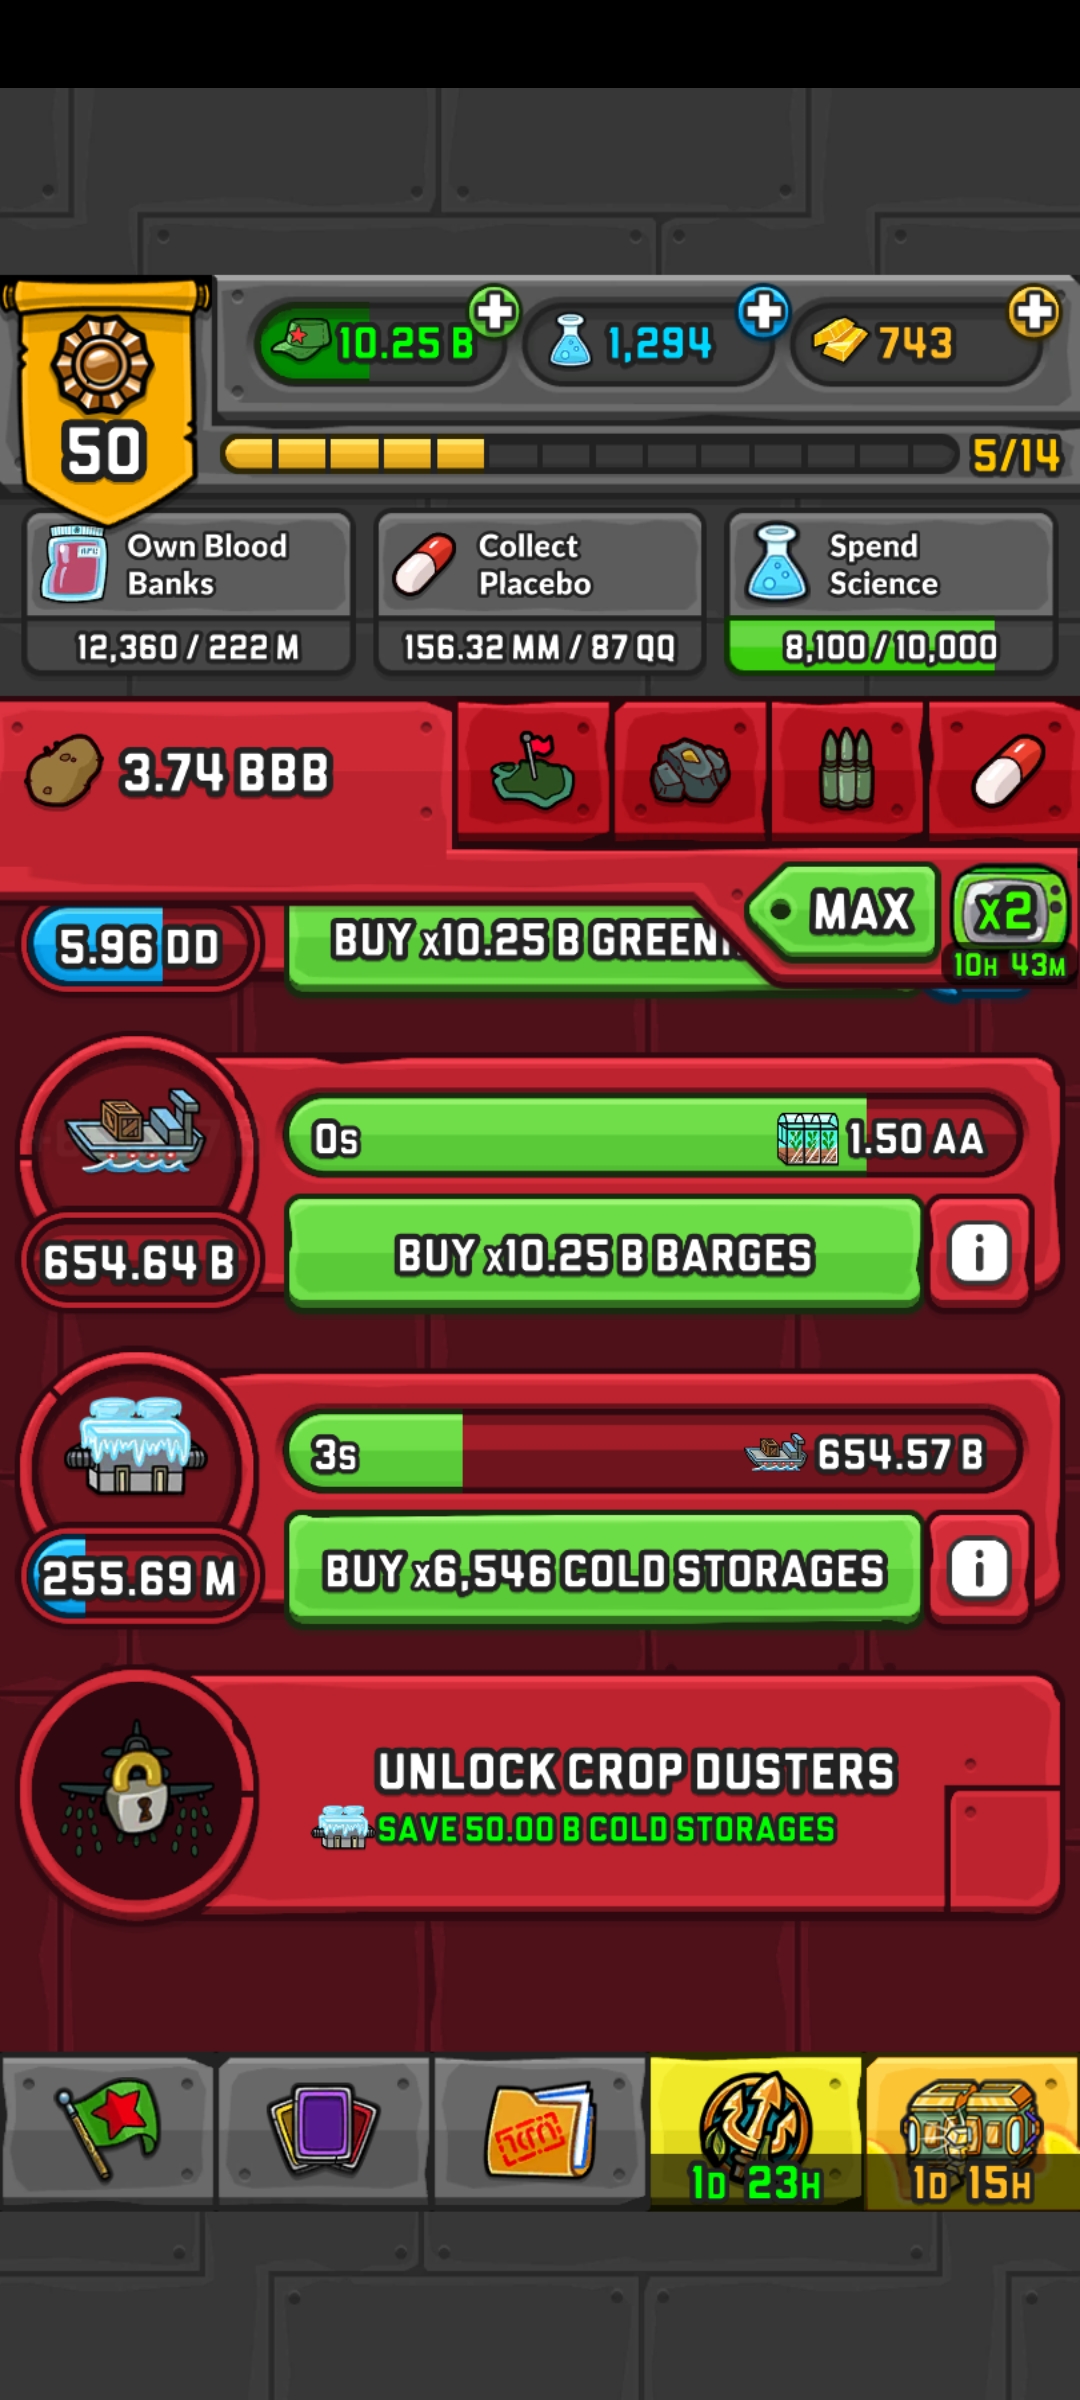 10.25 B
1,294
743
50
5/14
Own Blood
Banks
12,360 / 222 M
Collect
Placebo
156.32 MM / 87 QQ
Spend
Science
8,100 / 10,000
3.74 BBB
MAX
x2
10H 43M
5.96 DD
BUY x10.25 B GREEN
0s
1.50 AA
654.64 B
BUY x10.25 B BARGES
i
3s
654.57 B
255.69 M
BUY x6,546 COLD STORAGES
i
UNLOCK CROP DUSTERS
SAVE 50.00 B COLD STORAGES
1D 23H
1D 15H